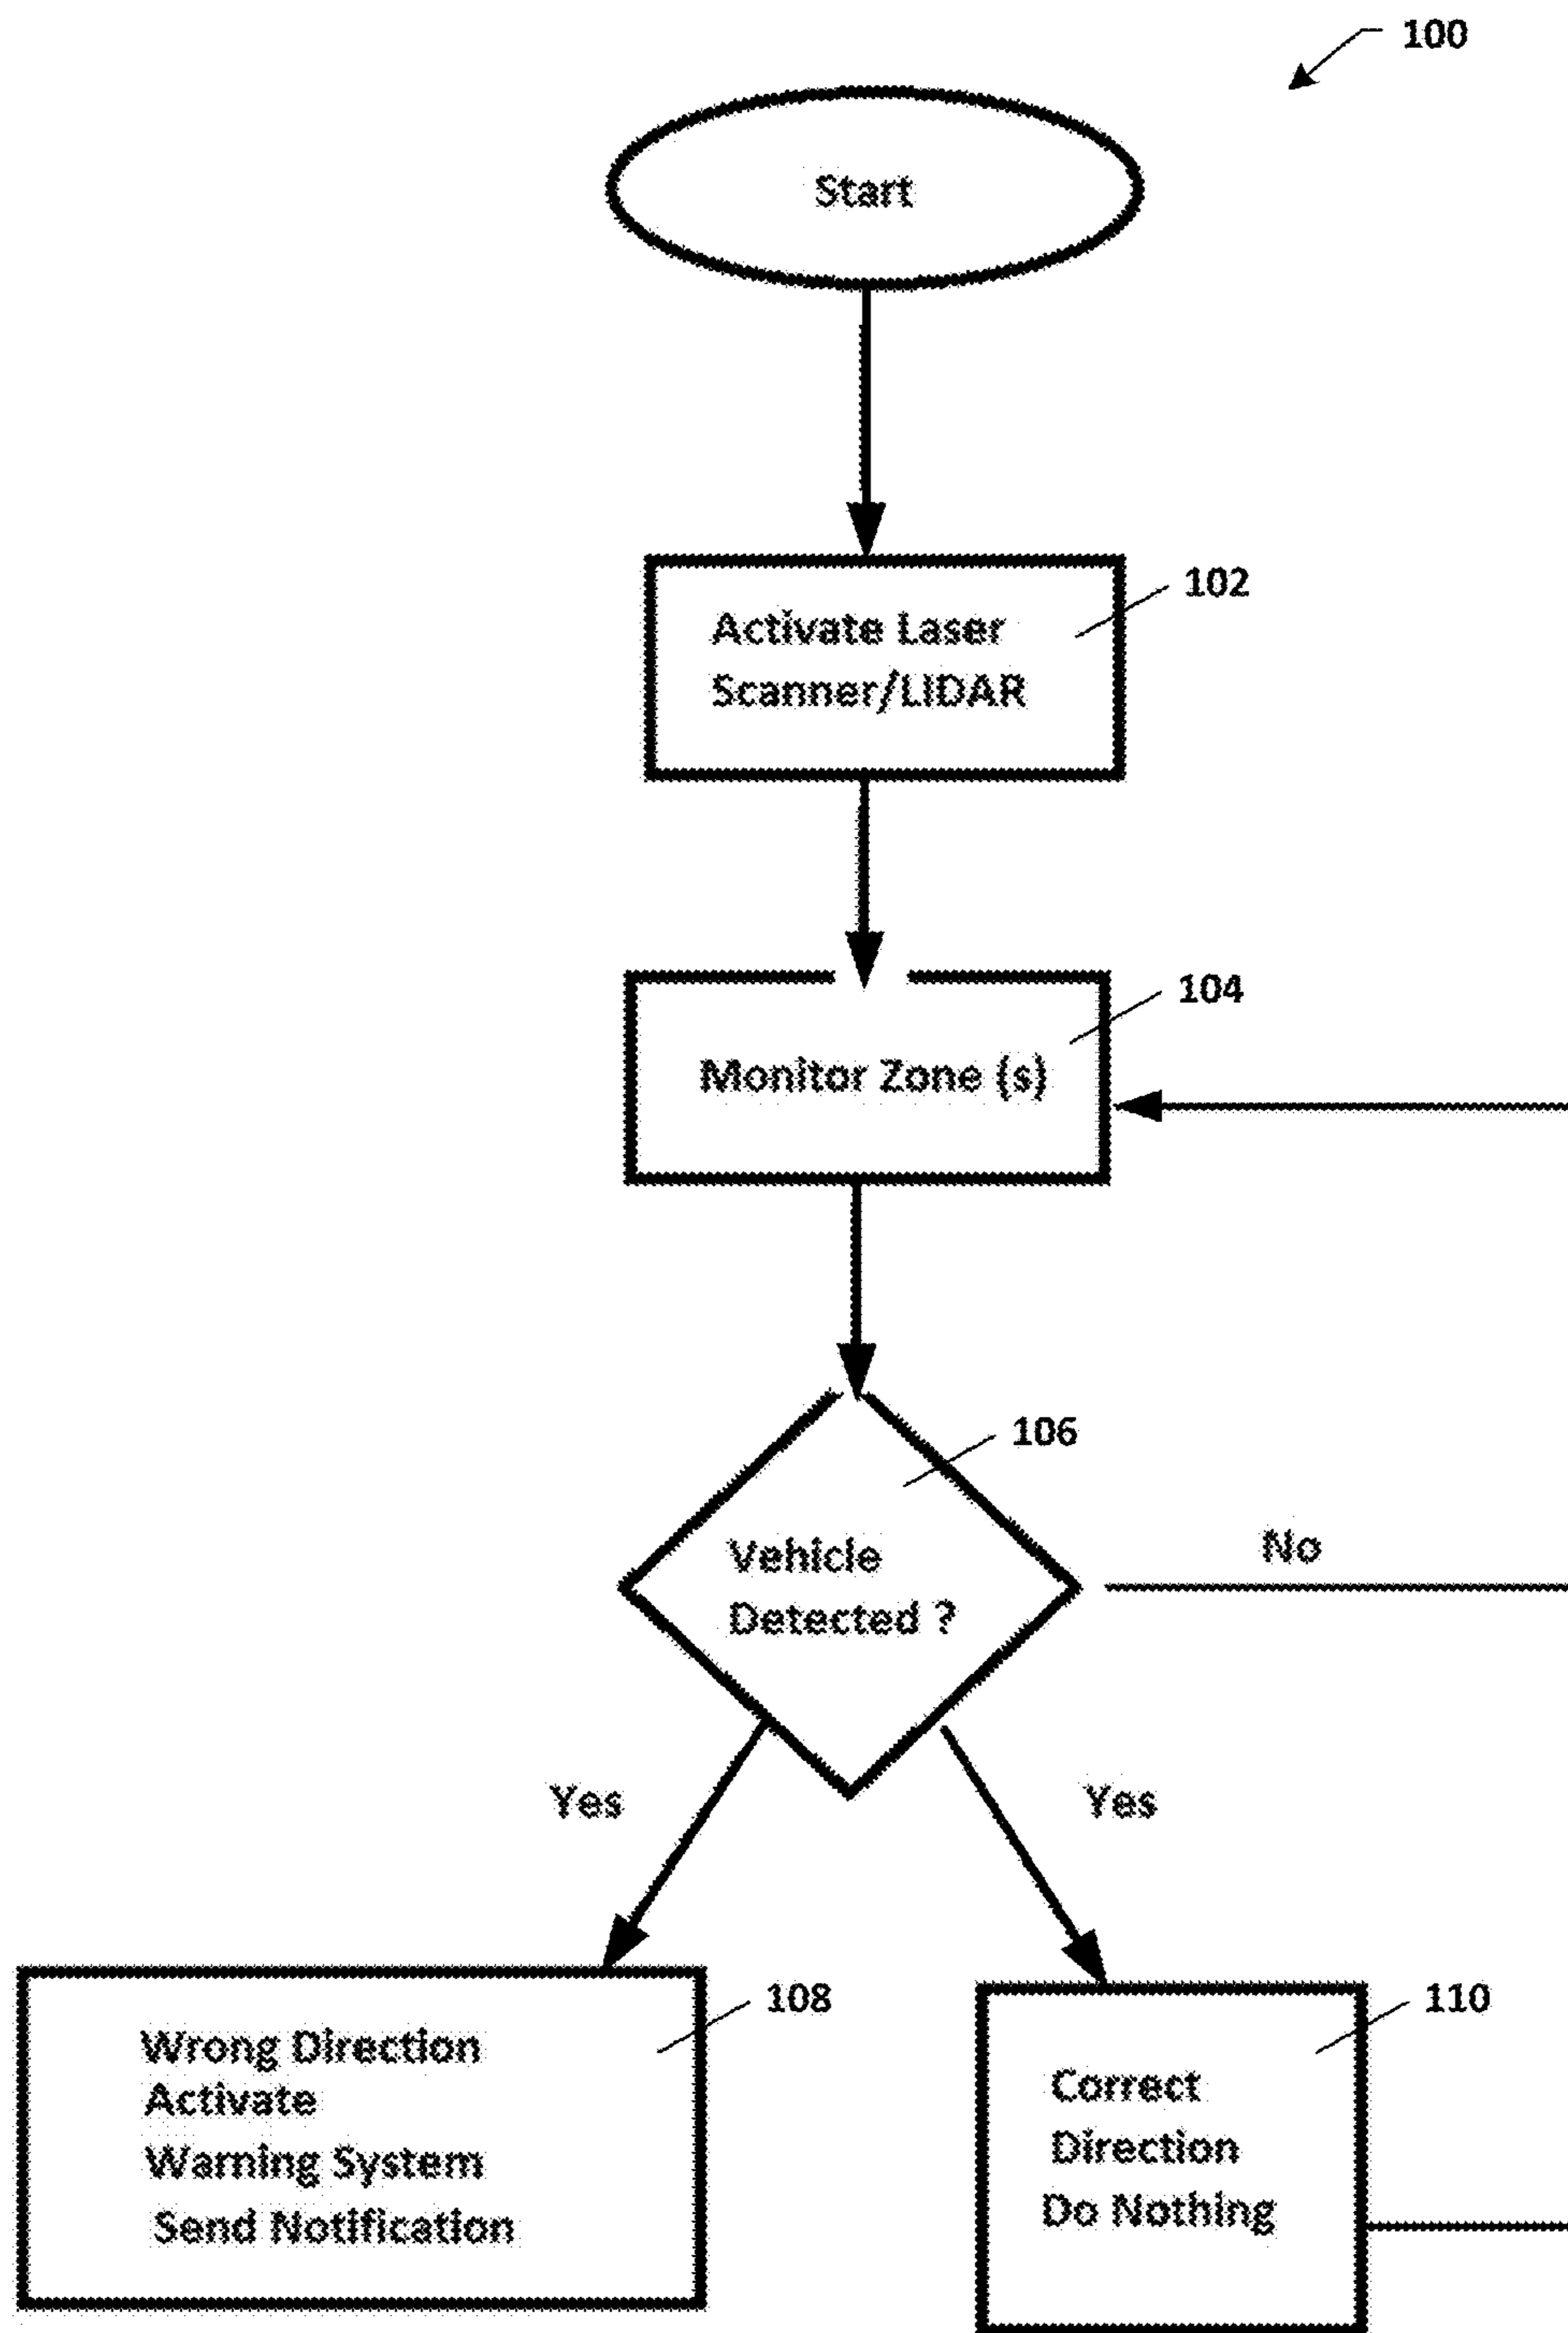 100
Start
102
Activate Laser
Scanner/LIDAR
104
Monitor Zone (s)
106
Vehicle
Detected ?
No
Yes
Yes
108
Wrong Direction
Activate
Warning System
Send Notification
110
Correct
Direction
Do Nothing